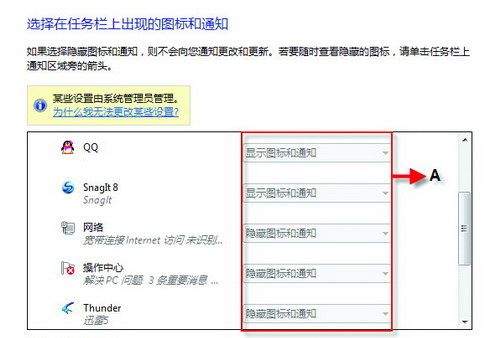 选择在任务栏上出现的图标和通知
如果选择隐藏图标和通知，则不会向您通知更改和更新。若要随时查看隐藏的图标，请单击任务栏上
通知区域旁的箭头。
某些设置由系统管理员管理。
为什么我无法更改某些设置?
QQ 显示图标和通知
A
SnagIt 8 显示图标和通知
SnagIt
网络 隐藏图标和通知
宽带连接 Internet 访问 未识别...
操作中心 隐藏图标和通知
解决 PC 问题 3 条重要消息 ...
Thunder 隐藏图标和通知
迅雷5